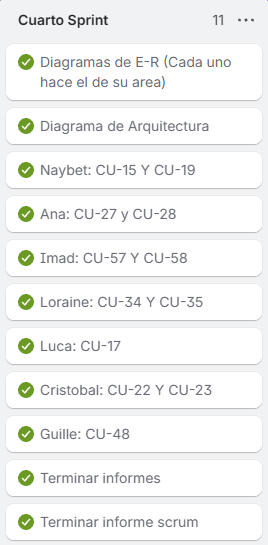 Cuarto Sprint 11
Diagramas de E-R (Cada uno
hace el de su area)
Diagrama de Arquitectura
Naybet: CU-15 Y CU-19
Ana: CU-27 y CU-28
Imad: CU-57 Y CU-58
Loraine: CU-34 Y CU-35
Luca: CU-17
Cristobal: CU-22 Y CU-23
Guille: CU-48
Terminar informes
Terminar informe scrum